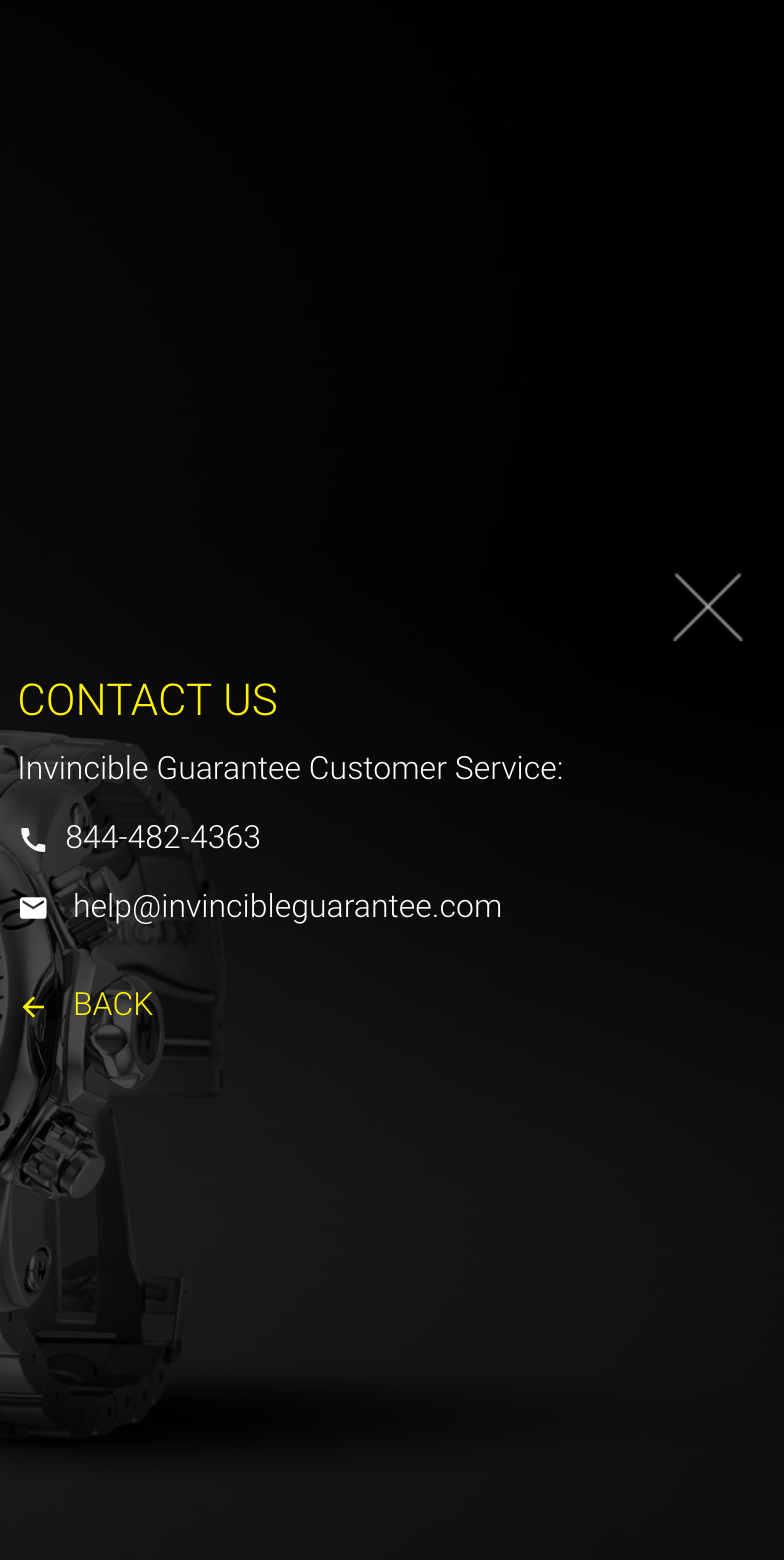 CONTACT US
Invincible Guarantee Customer Service:
844-482-4363
help@invincibleguarantee.com
BACK